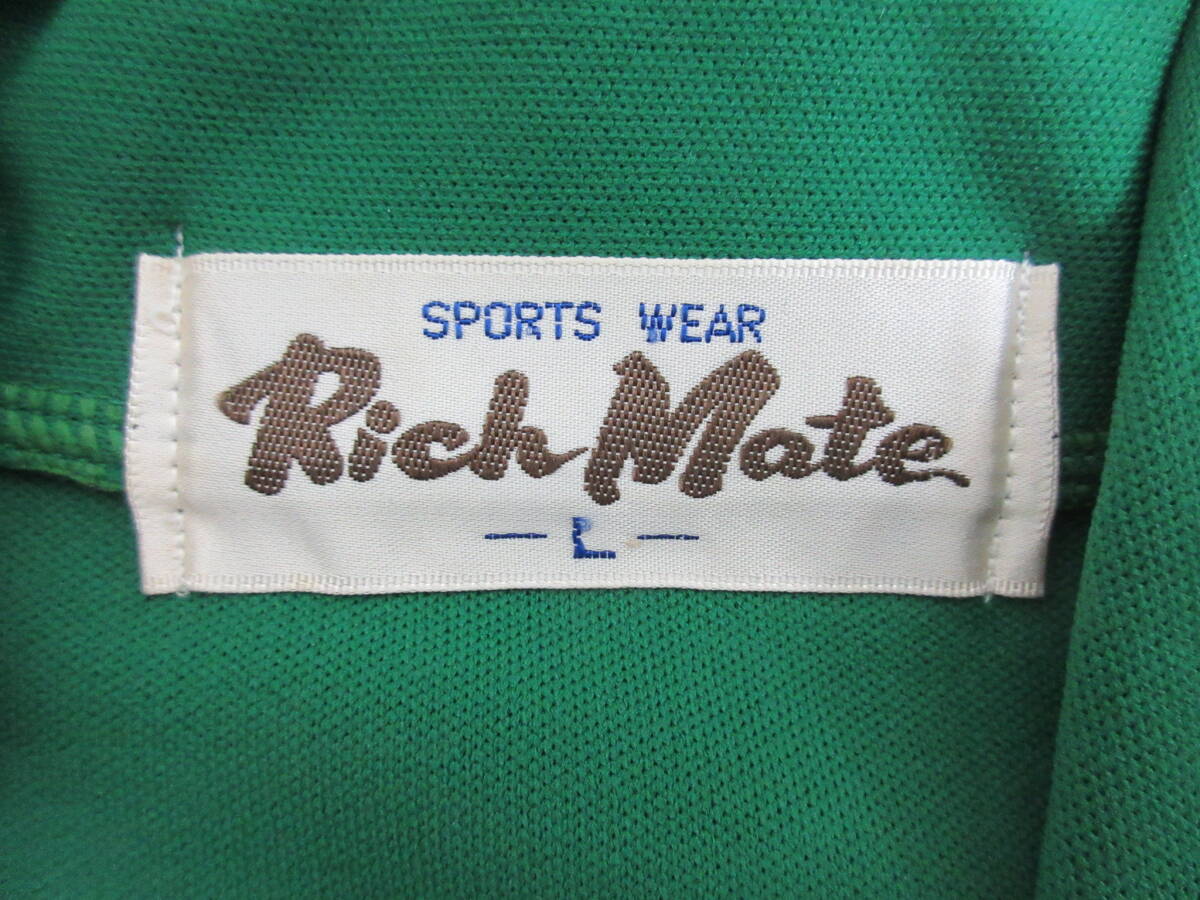 SPORTS WEAR
Rich Mate
— L —